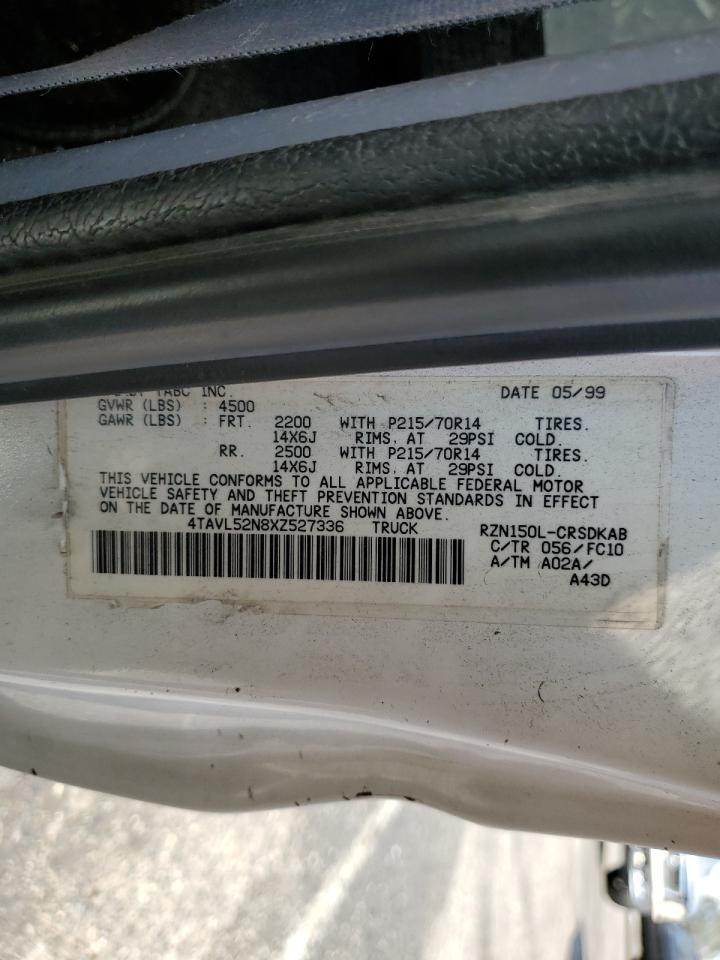 TABC INC. DATE 05/99
GVWR (LBS) : 4500
GAWR (LBS) : FRT. 2200 WITH P215/70R14 TIRES.
14X6J RIMS, AT 29PSI COLD.
RR. 2500 WITH P215/70R14 TIRES.
14X6J RIMS, AT 29PSI COLD.
THIS VEHICLE CONFORMS TO ALL APPLICABLE FEDERAL MOTOR
VEHICLE SAFETY AND THEFT PREVENTION STANDARDS IN EFFECT
ON THE DATE OF MANUFACTURE SHOWN ABOVE.
4TAVL52N8XZ527336 TRUCK RZN150L-CRSDKAB
C/TR 056/FC10
A/TM A02A/
A43D